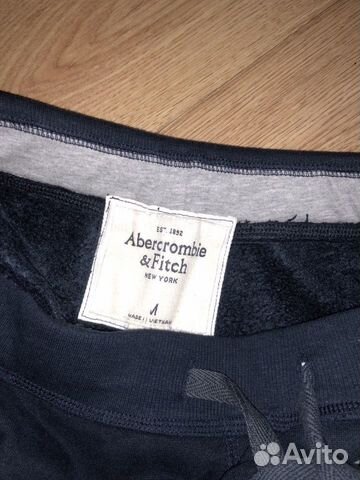 EST. 1892
Abercrombie
& Fitch
NEW YORK
M
MADE IN VIETNAM
Avito